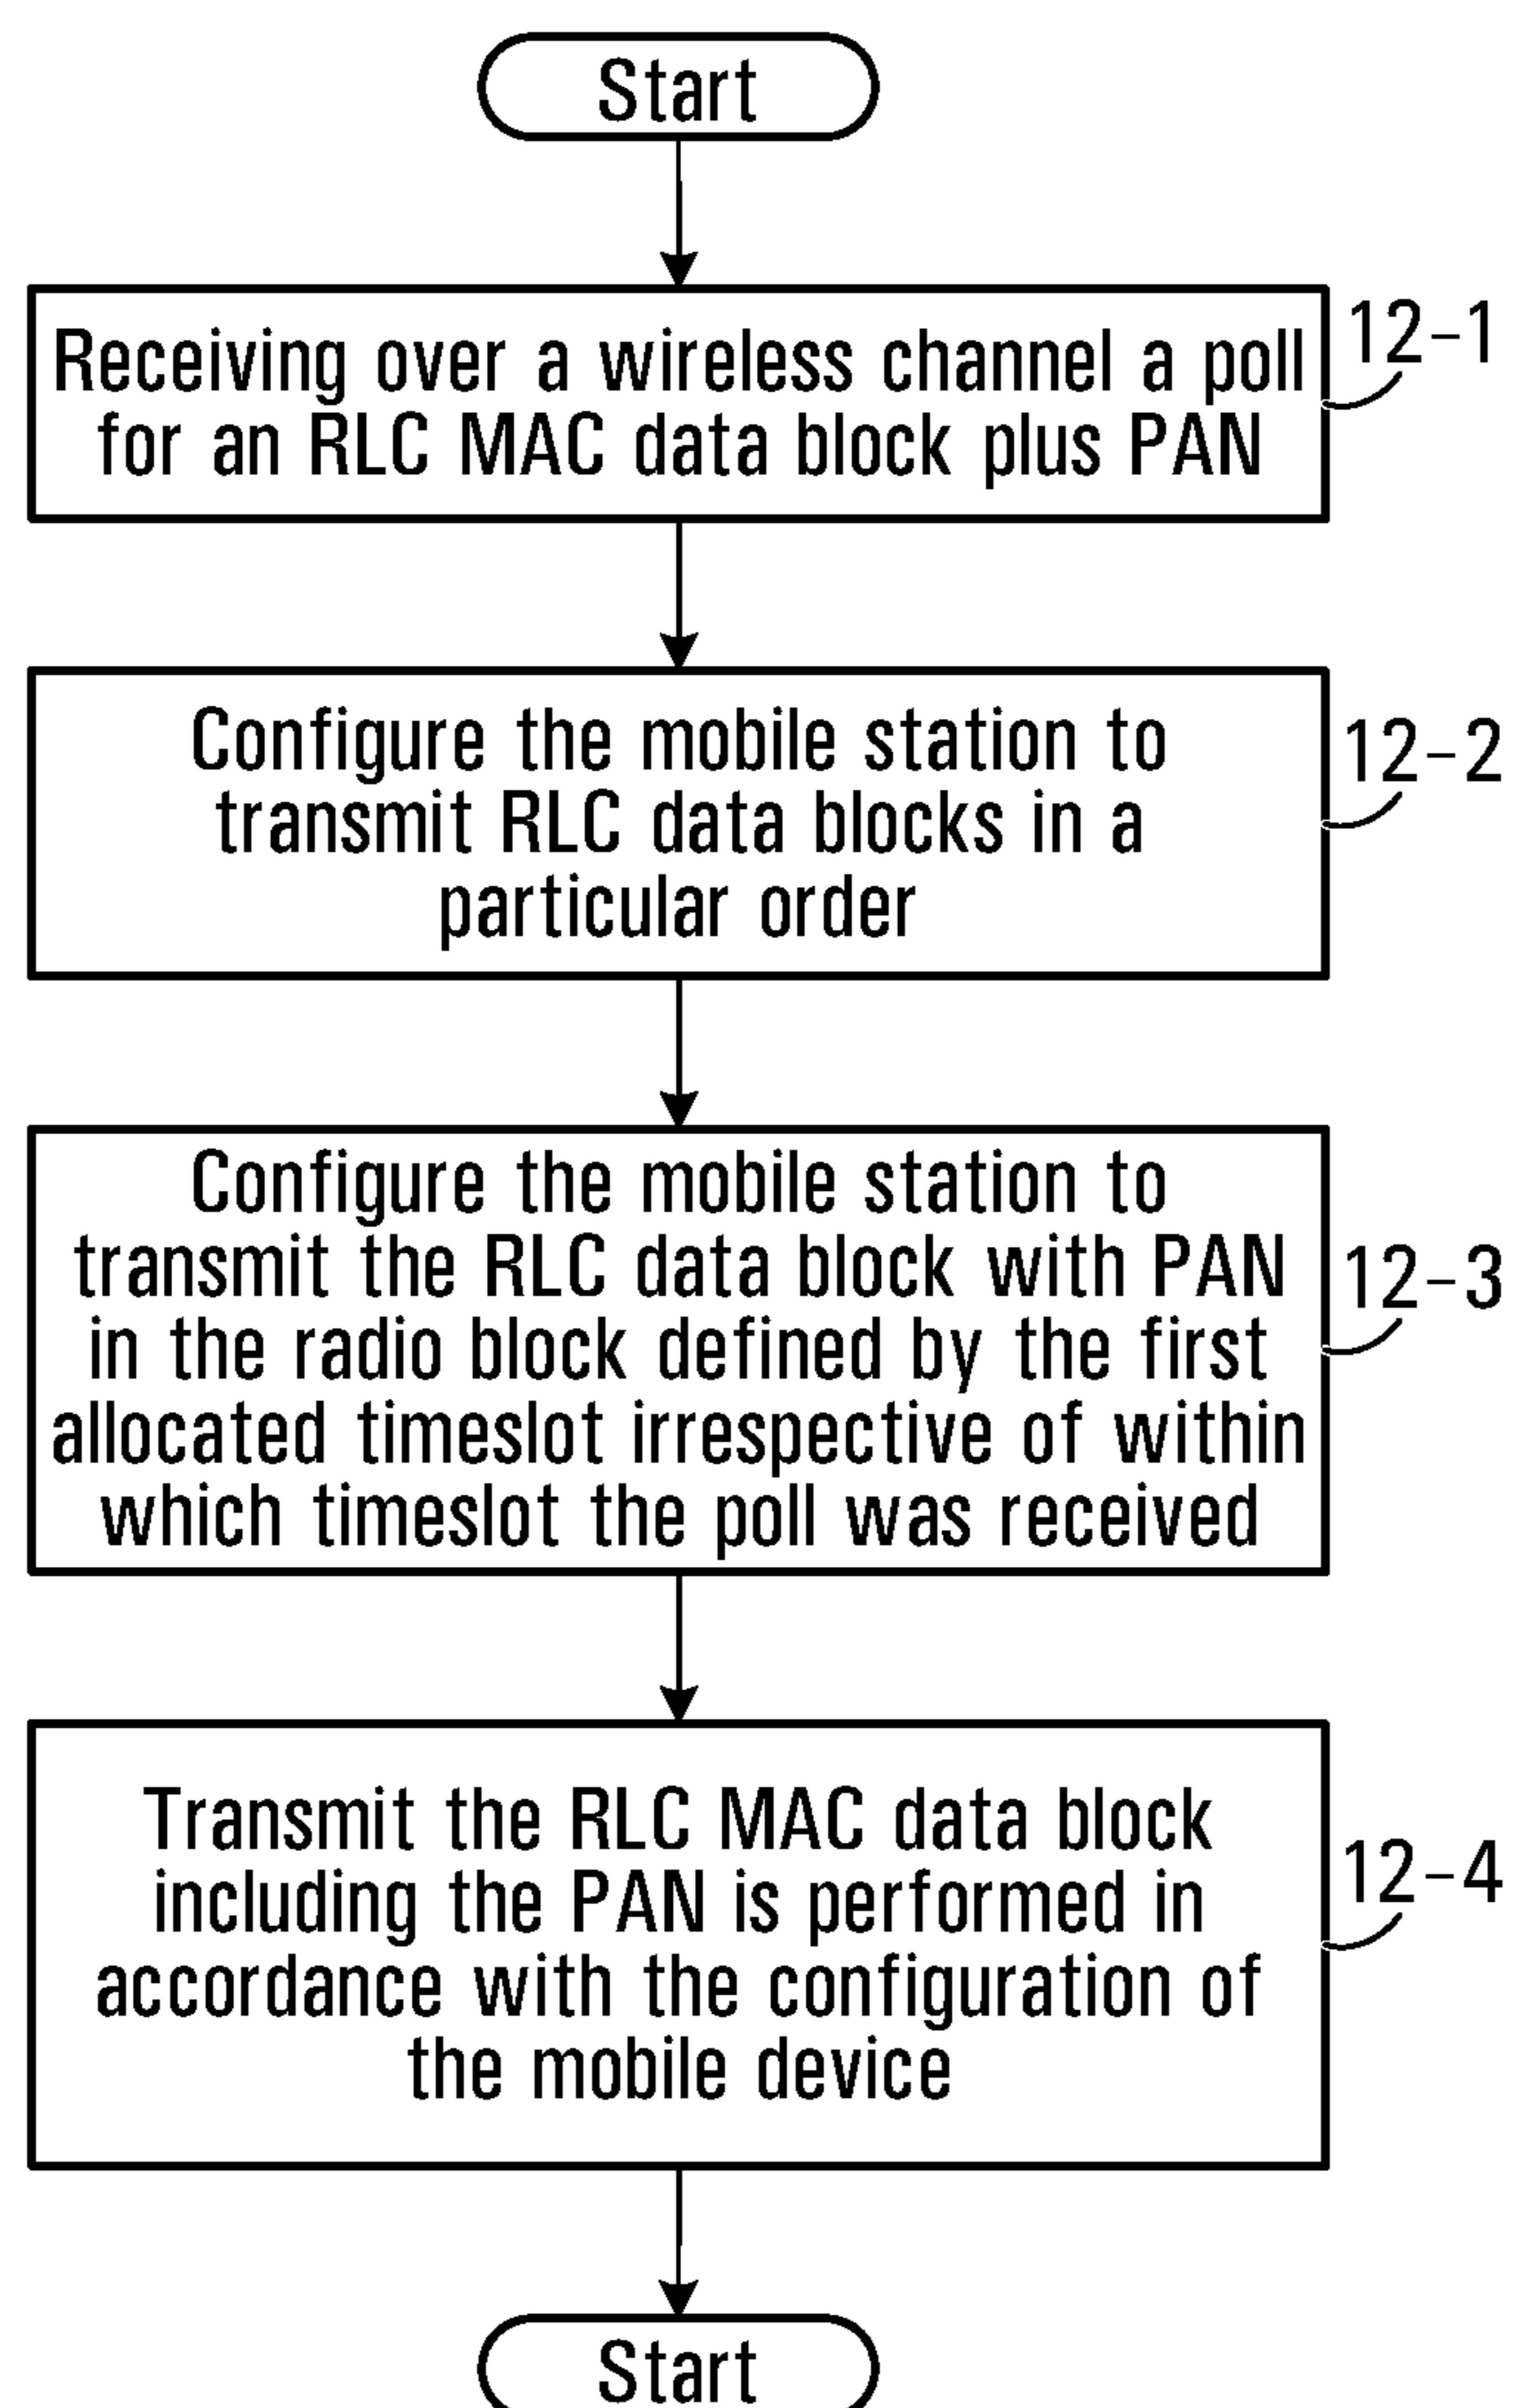 Start
Receiving over a wireless channel a poll
for an RLC MAC data block plus PAN
12-1
Configure the mobile station to
transmit RLC data blocks in a
particular order
12-2
Configure the mobile station to
transmit the RLC data block with PAN
in the radio block defined by the first
allocated timeslot irrespective of within
which timeslot the poll was received
12-3
Transmit the RLC MAC data block
including the PAN is performed in
accordance with the configuration of
the mobile device
12-4
Start